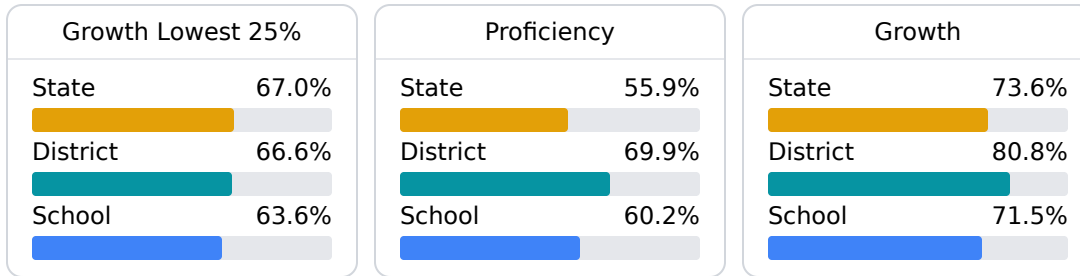 Growth Lowest 25%
State 67.0%
District 66.6%
School 63.6%
Proficiency
State 55.9%
District 69.9%
School 60.2%
Growth
State 73.6%
District 80.8%
School 71.5%